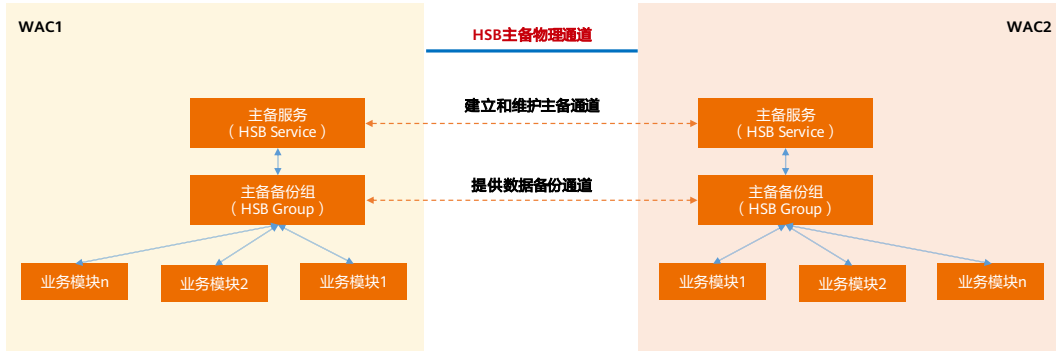 WAC1
HSB主备物理通道
WAC2
主备服务
（ HSB Service ）
建立和维护主备通道
主备服务
（ HSB Service ）
主备备份组
（ HSB Group ）
提供数据备份通道
主备备份组
（ HSB Group ）
业务模块n
业务模块2
业务模块1
业务模块1
业务模块2
业务模块n